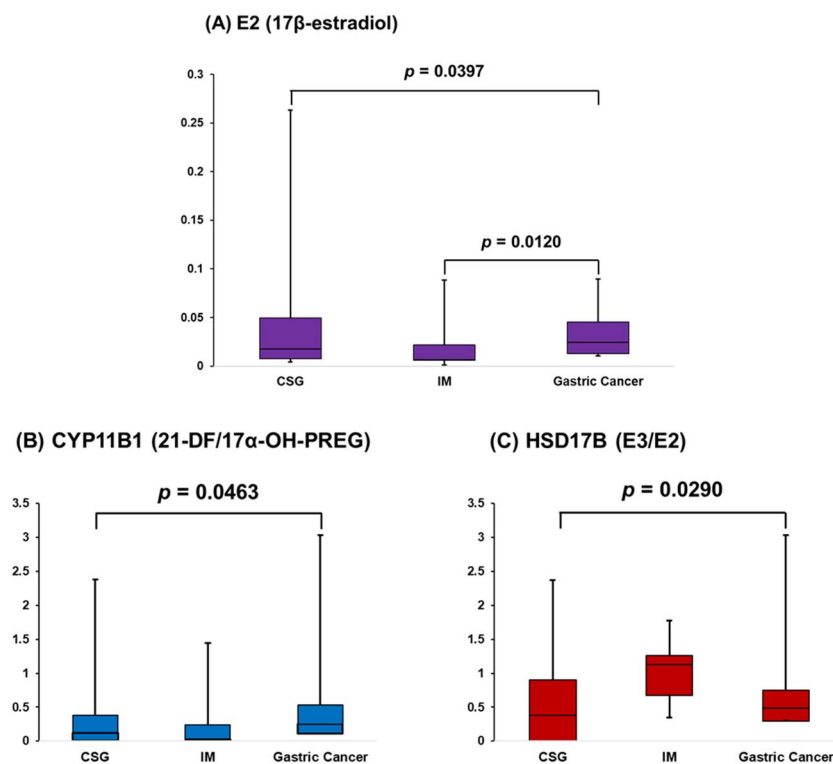 (A) E2 (17β-estradiol)
p = 0.0397
0.3
0.25
0.2
0.15
p = 0.0120
0.1
0.05
0
CSG IM Gastric Cancer
(B) CYP11B1 (21-DF/17α-OH-PREG)
p = 0.0463
3.5
3
2.5
2
1.5
1
0.5
0
CSG IM Gastric Cancer
(C) HSD17B (E3/E2)
p = 0.0290
3.5
3
2.5
2
1.5
1
0.5
0
CSG IM Gastric Cancer